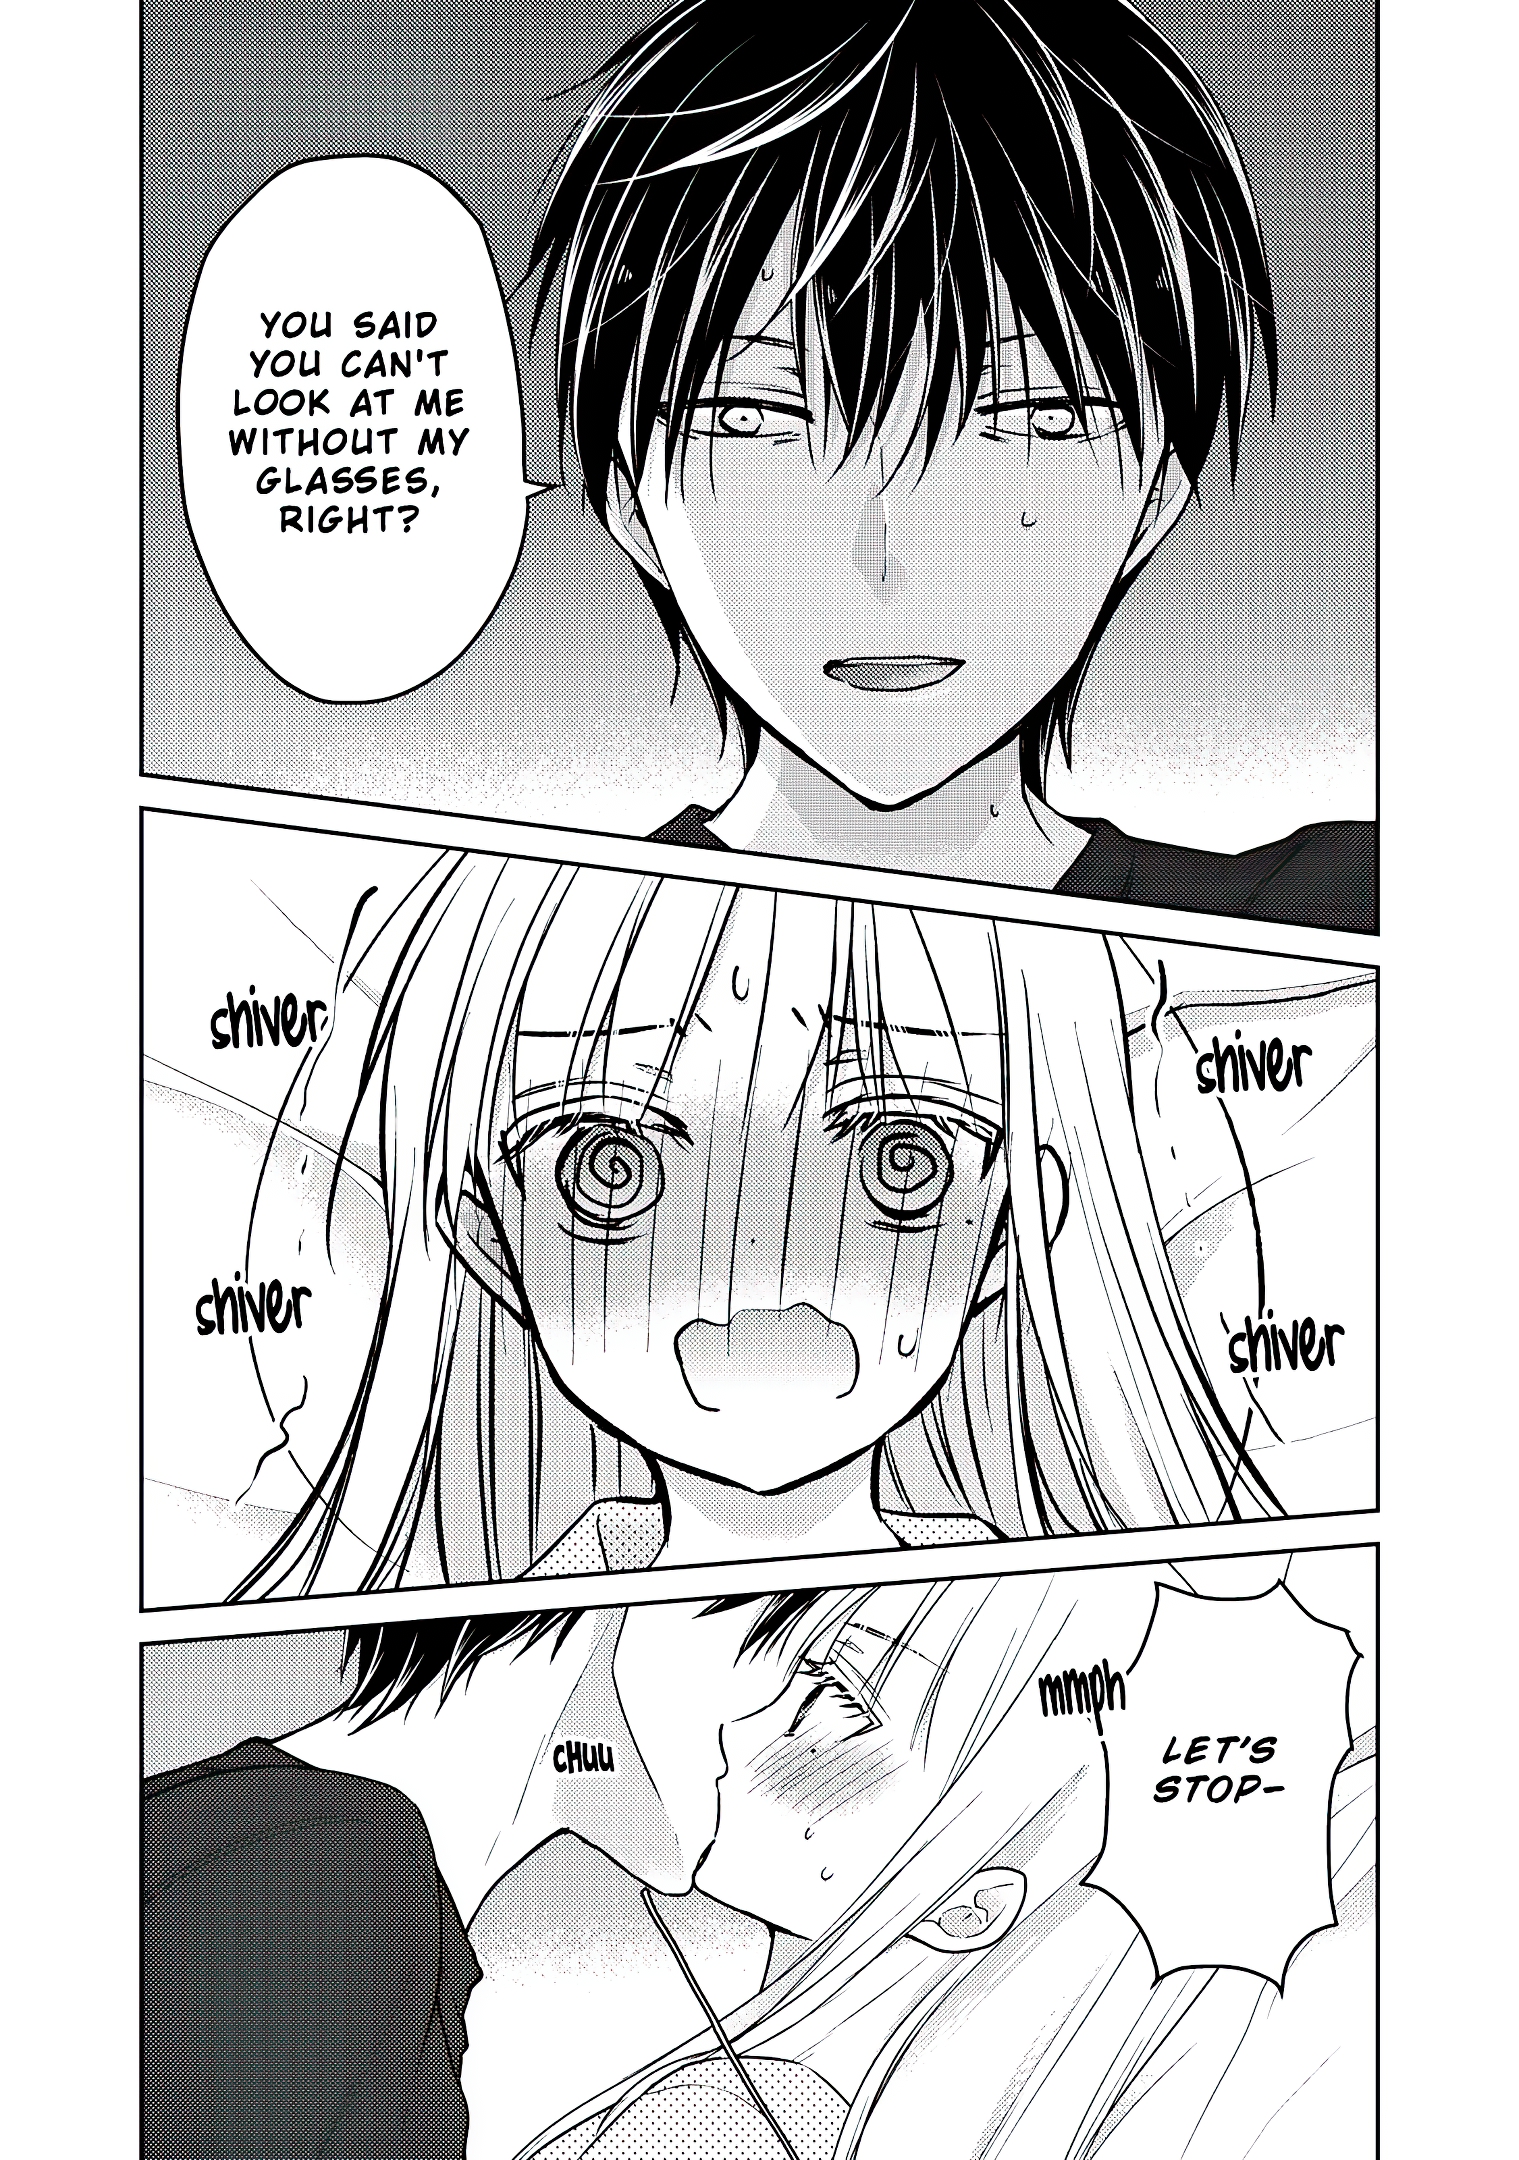 YOU SAID
YOU CAN'T
LOOK AT ME
WITHOUT MY
GLASSES,
RIGHT?
shiver
shiver
shiver
shiver
mmph
LET'S
STOP-
CHUU